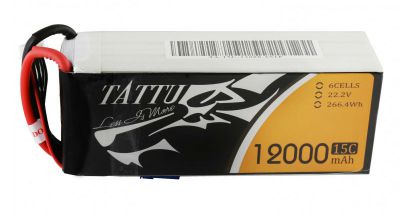 TATTU
Less Is More
6CELLS
22.2V
266.4Wh
12000 15C
mAh